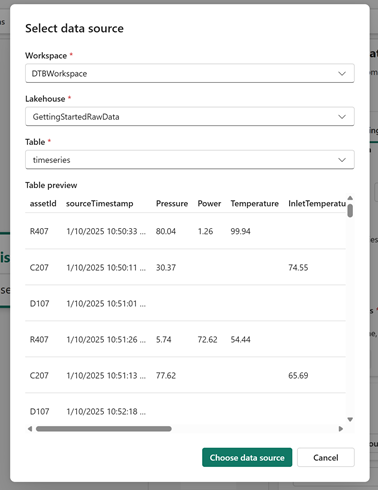 Select data source
Workspace *
DTBWorkspace
Lakehouse *
GettingStartedRawData
Table *
timeseries
Table preview
assetId sourceTimestamp Pressure Power Temperature InletTemperatu
R407 1/10/2025 10:50:33 ... 80.04 1.26 99.94
C207 1/10/2025 10:50:11 ... 30.37 74.55
D107 1/10/2025 10:51:01 ...
R407 1/10/2025 10:51:26 ... 5.74 72.62 54.44
C207 1/10/2025 10:51:13 ... 77.62 65.69
D107 1/10/2025 10:52:18 ...
Choose data source Cancel